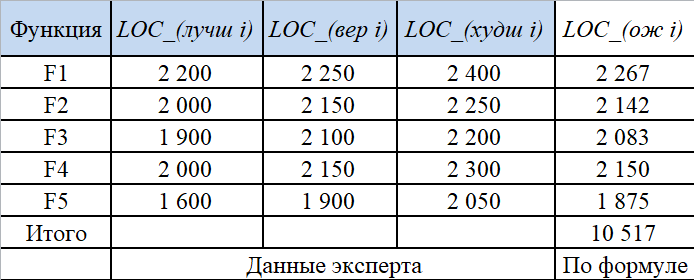 Функция LOC_(лучш i) LOC_(вер i) LOC_(худш i) LOC_(ож i)
F1 2 200 2 250 2 400 2 267
F2 2 000 2 150 2 250 2 142
F3 1 900 2 100 2 200 2 083
F4 2 000 2 150 2 300 2 150
F5 1 600 1 900 2 050 1 875
Итого 10 517
Данные эксперта По формуле